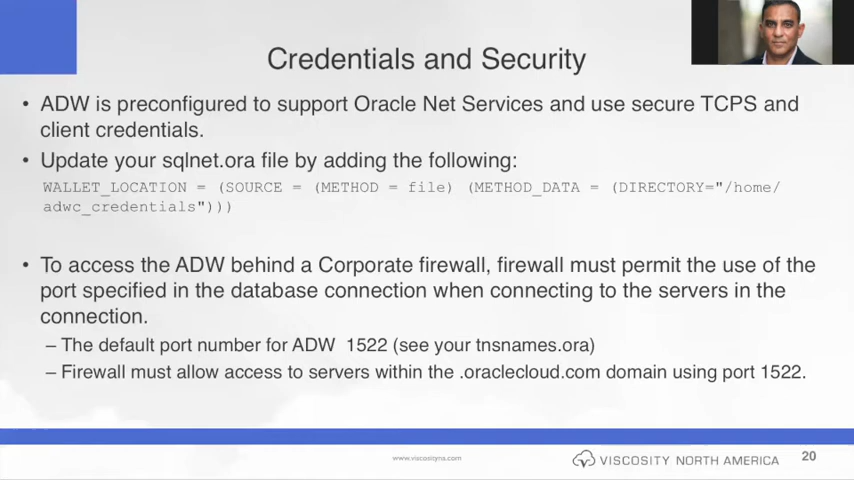 Credentials and Security
• ADW is preconfigured to support Oracle Net Services and use secure TCPS and
client credentials.
• Update your sqlnet.ora file by adding the following:
WALLET_LOCATION = (SOURCE = (METHOD = file) (METHOD_DATA = (DIRECTORY="/home/
adwc_credentials")))
• To access the ADW behind a Corporate firewall, firewall must permit the use of the
port specified in the database connection when connecting to the servers in the
connection.
– The default port number for ADW 1522 (see your tnsnames.ora)
– Firewall must allow access to servers within the .oraclecloud.com domain using port 1522.
www.viscosityna.com
VISCOSITY NORTH AMERICA
20